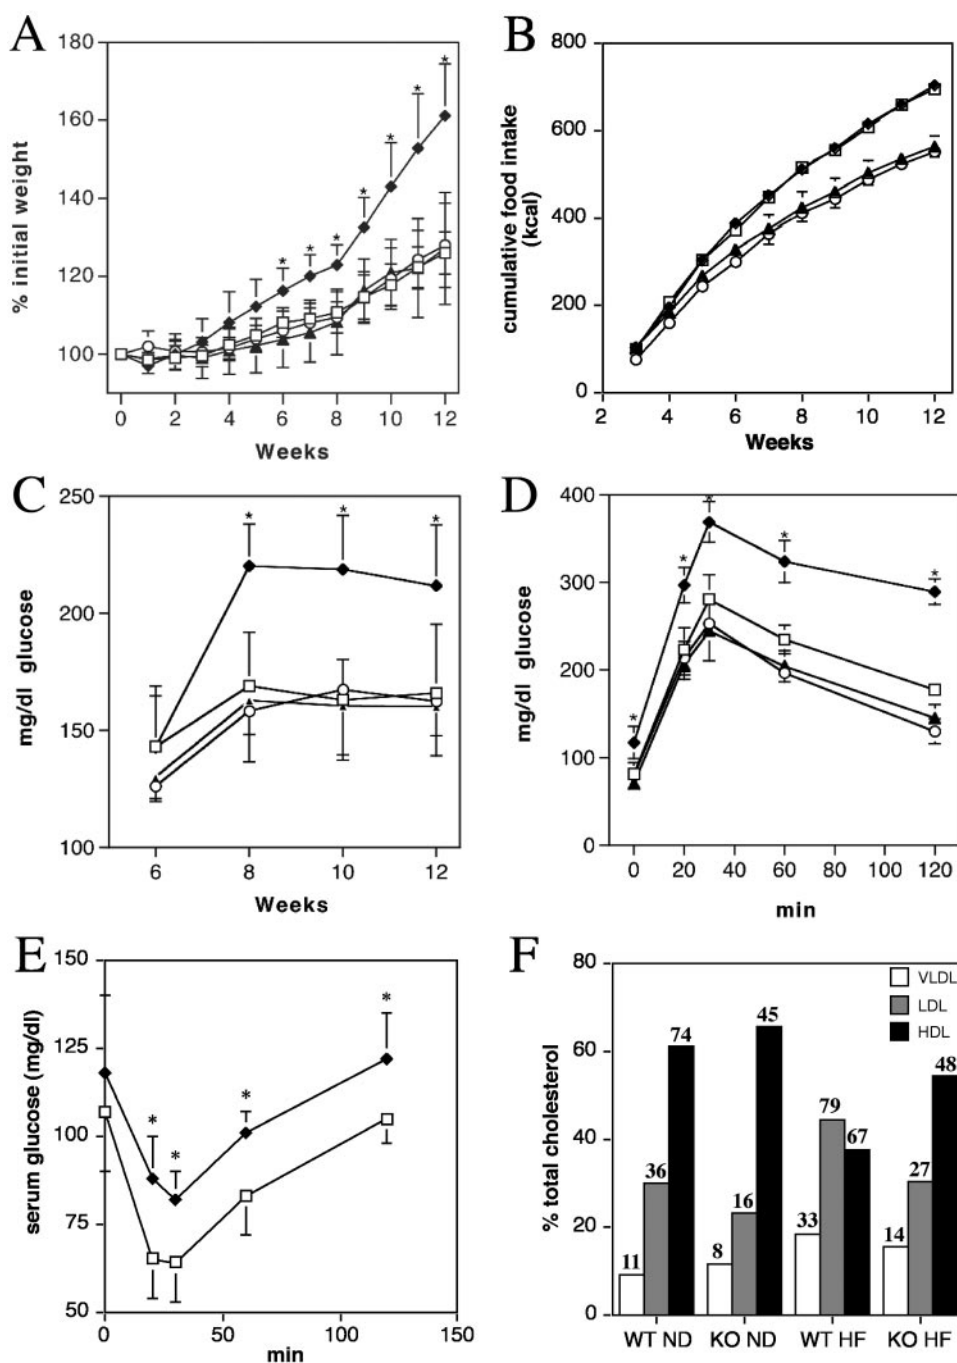 A
180
160
140
120
100
% initial weight
0 2 4 6 8 10 12
Weeks
* * * * * * *
B
800
600
400
200
0
cumulative food intake
(kcal)
2 4 6 8 10 12
Weeks
C
250
200
150
100
mg/dl glucose
6 8 10 12
Weeks
* * *
D
400
300
200
100
0
mg/dl glucose
0 20 40 60 80 100 120
min
* * * * *
E
150
125
100
75
50
serum glucose (mg/dl)
0 50 100 150
min
* * * *
F
80
60
40
20
0
% total cholesterol
VLDL
LDL
HDL
11 36 74
8 16 45
33 79 67
14 27 48
WT ND KO ND WT HF KO HF